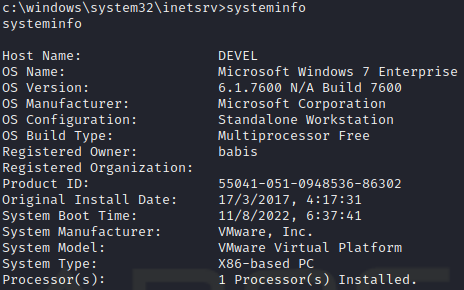 c:\windows\system32\inetsrv>systeminfo
systeminfo
Host Name: DEVEL
OS Name: Microsoft Windows 7 Enterprise
OS Version: 6.1.7600 N/A Build 7600
OS Manufacturer: Microsoft Corporation
OS Configuration: Standalone Workstation
OS Build Type: Multiprocessor Free
Registered Owner: babis
Registered Organization:
Product ID: 55041-051-0948536-86302
Original Install Date: 17/3/2017, 4:17:31
System Boot Time: 11/8/2022, 6:37:41
System Manufacturer: VMware, Inc.
System Model: VMware Virtual Platform
System Type: X86-based PC
Processor(s): 1 Processor(s) Installed.